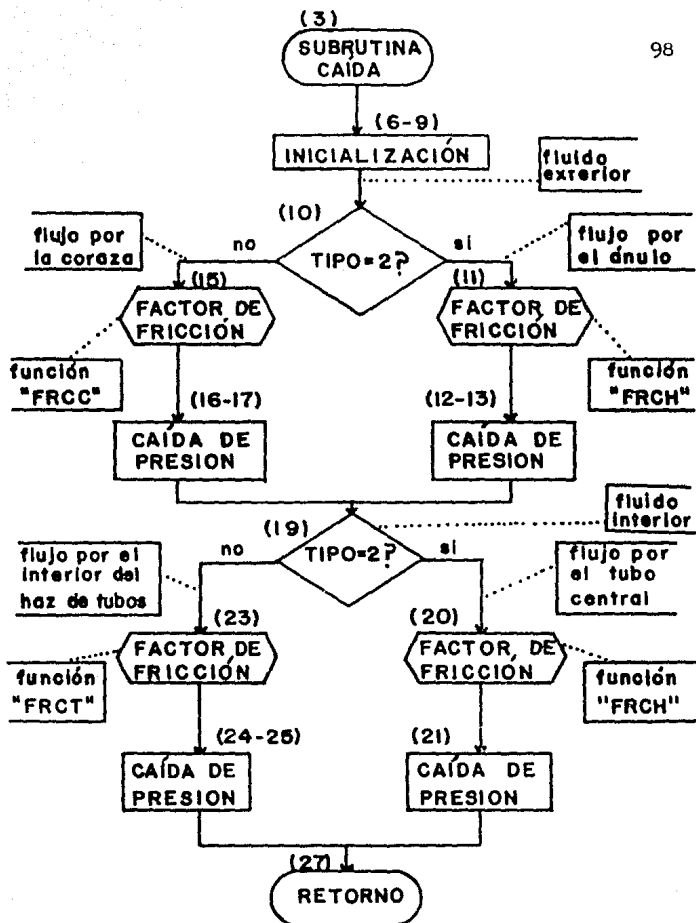 (3)
98
SUBRUTINA
CAÍDA
(6-9)
INICIALIZACIÓN
fluido
exterior
(10)
flujo por
la coraza
no
TIPO=2?
sí
flujo por
el ánulo
(15)
(11)
FACTOR DE
FRICCIÓN
FACTOR DE
FRICCIÓN
función
"FRCC"
función
"FRCH"
(16-17)
(12-13)
CAIDA DE
PRESION
CAÍDA DE
PRESION
fluido
interior
(19)
flujo por el
interior del
haz de tubos
no
TIPO=2?
sí
flujo por
el tubo
central
(23)
(20)
FACTOR DE
FRICCIÓN
FACTOR DE
FRICCIÓN
función
"FRCT"
función
"FRCH"
(24-25)
(21)
CAÍDA DE
PRESION
CAÍDA DE
PRESION
(27)
RETORNO